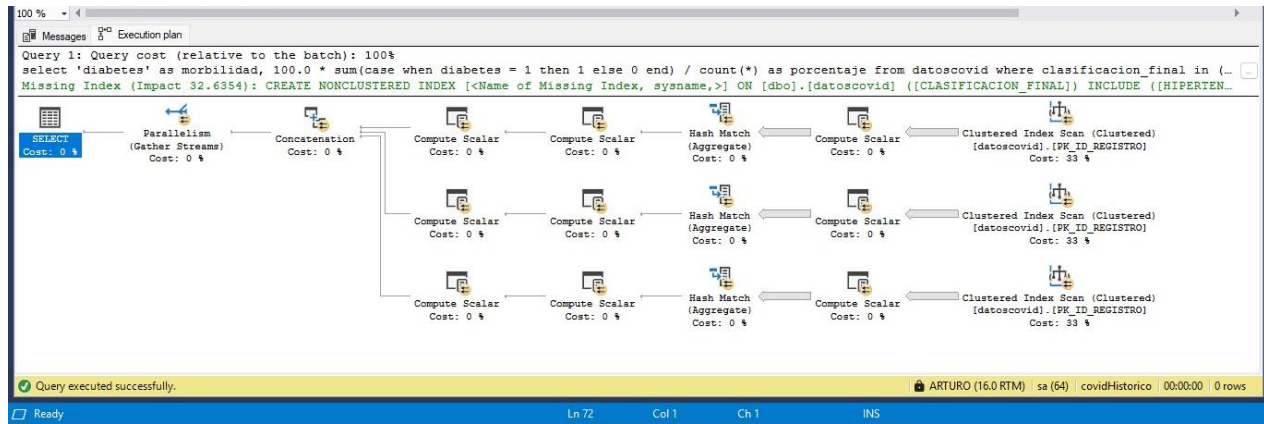 100 %
Messages Execution plan
Query 1: Query cost (relative to the batch): 100%
select 'diabetes' as morbilidad, 100.0 * sum(case when diabetes = 1 then 1 else 0 end) / count(*) as porcentaje from datoscovid where clasificacion_final in (…
Missing Index (Impact 32.6354): CREATE NONCLUSTERED INDEX [<Name of Missing Index, sysname,>] ON [dbo].[datoscovid] ([CLASIFICACION_FINAL]) INCLUDE ([HIPERTEN…
SELECT
Cost: 0 %
Parallelism
(Gather Streams)
Cost: 0 %
Concatenation
Cost: 0 %
Compute Scalar
Cost: 0 %
Compute Scalar
Cost: 0 %
Hash Match
(Aggregate)
Cost: 0 %
Compute Scalar
Cost: 0 %
Clustered Index Scan (Clustered)
[datoscovid].[PK_ID_REGISTRO]
Cost: 33 %
Compute Scalar
Cost: 0 %
Compute Scalar
Cost: 0 %
Hash Match
(Aggregate)
Cost: 0 %
Compute Scalar
Cost: 0 %
Clustered Index Scan (Clustered)
[datoscovid].[PK_ID_REGISTRO]
Cost: 33 %
Compute Scalar
Cost: 0 %
Compute Scalar
Cost: 0 %
Hash Match
(Aggregate)
Cost: 0 %
Compute Scalar
Cost: 0 %
Clustered Index Scan (Clustered)
[datoscovid].[PK_ID_REGISTRO]
Cost: 33 %
Query executed successfully. ARTURO (16.0 RTM) sa (64) covidHistorico 00:00:00 0 rows
Ready Ln 72 Col 1 Ch 1 INS